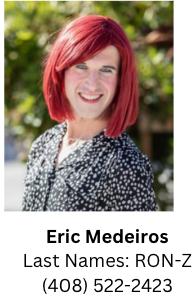 Eric Medeiros
Last Names: RON-Z
(408) 522-2423